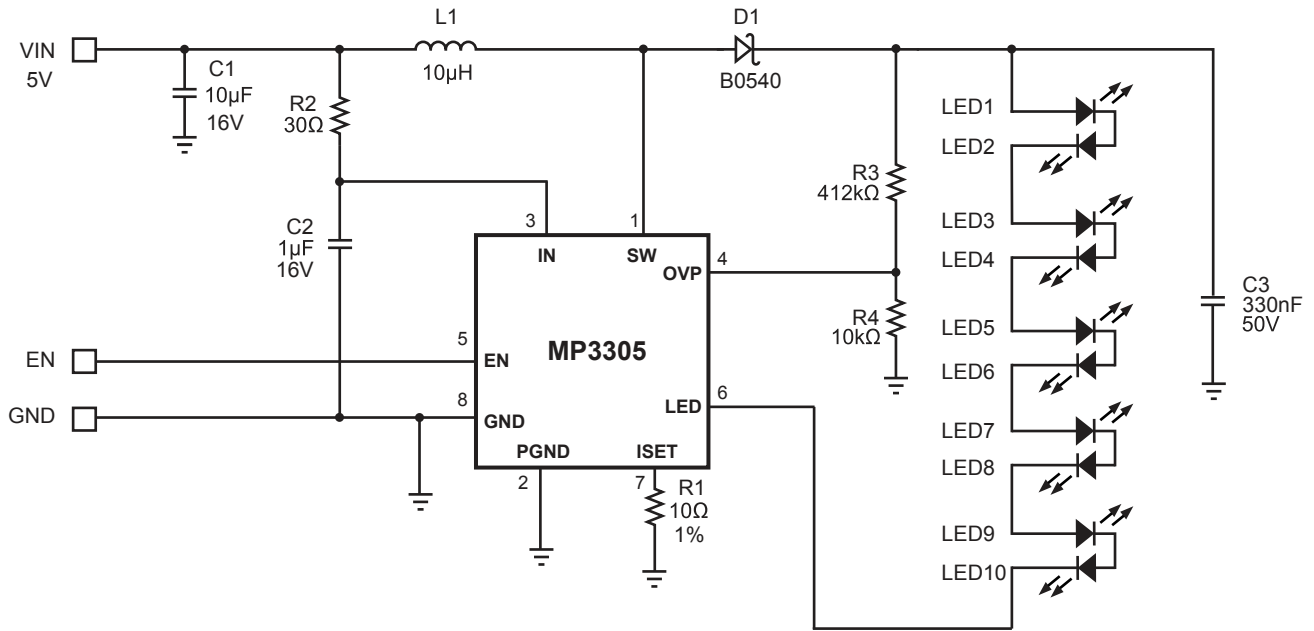 L1
D1
VIN
5V
C1
10µF
16V
R2
30Ω
10µH
B0540
LED1
LED2
R3
412kΩ
C2
1µF
16V
3
1
IN
SW
OVP
4
LED3
LED4
C3
330nF
50V
R4
10kΩ
LED5
LED6
EN
5
EN
MP3305
GND
8
GND
LED
6
LED7
LED8
PGND
ISET
2
7
R1
10Ω
1%
LED9
LED10